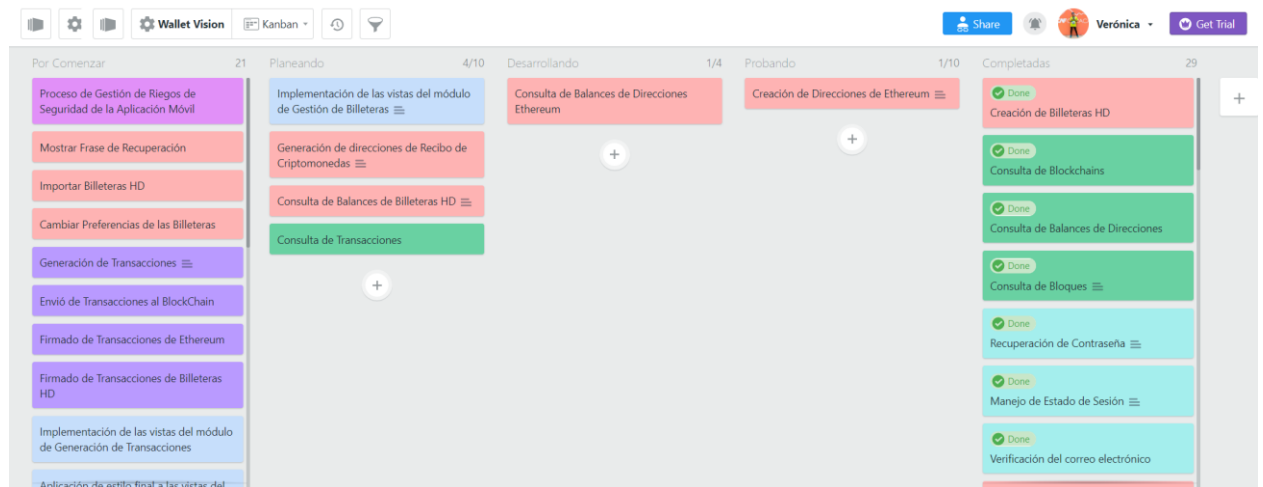 Wallet Vision
Kanban
Share
Verónica
Get Trial
Por Comenzar 21
Proceso de Gestión de Riegos de
Seguridad de la Aplicación Móvil
Mostrar Frase de Recuperación
Importar Billeteras HD
Cambiar Preferencias de las Billeteras
Generación de Transacciones
Envió de Transacciones al BlockChain
Firmado de Transacciones de Ethereum
Firmado de Transacciones de Billeteras
HD
Implementación de las vistas del módulo
de Generación de Transacciones
Aplicación de estilo final a las vistas del
Planeando 4/10
Implementación de las vistas del módulo
de Gestión de Billeteras
Generación de direcciones de Recibo de
Criptomonedas
Consulta de Balances de Billeteras HD
Consulta de Transacciones
Desarrollando 1/4
Consulta de Balances de Direcciones
Ethereum
Probando 1/10
Creación de Direcciones de Ethereum
Completadas 29
Done
Creación de Billeteras HD
Done
Consulta de Blockchains
Done
Consulta de Balances de Direcciones
Done
Consulta de Bloques
Done
Recuperación de Contraseña
Done
Manejo de Estado de Sesión
Done
Verificación del correo electrónico